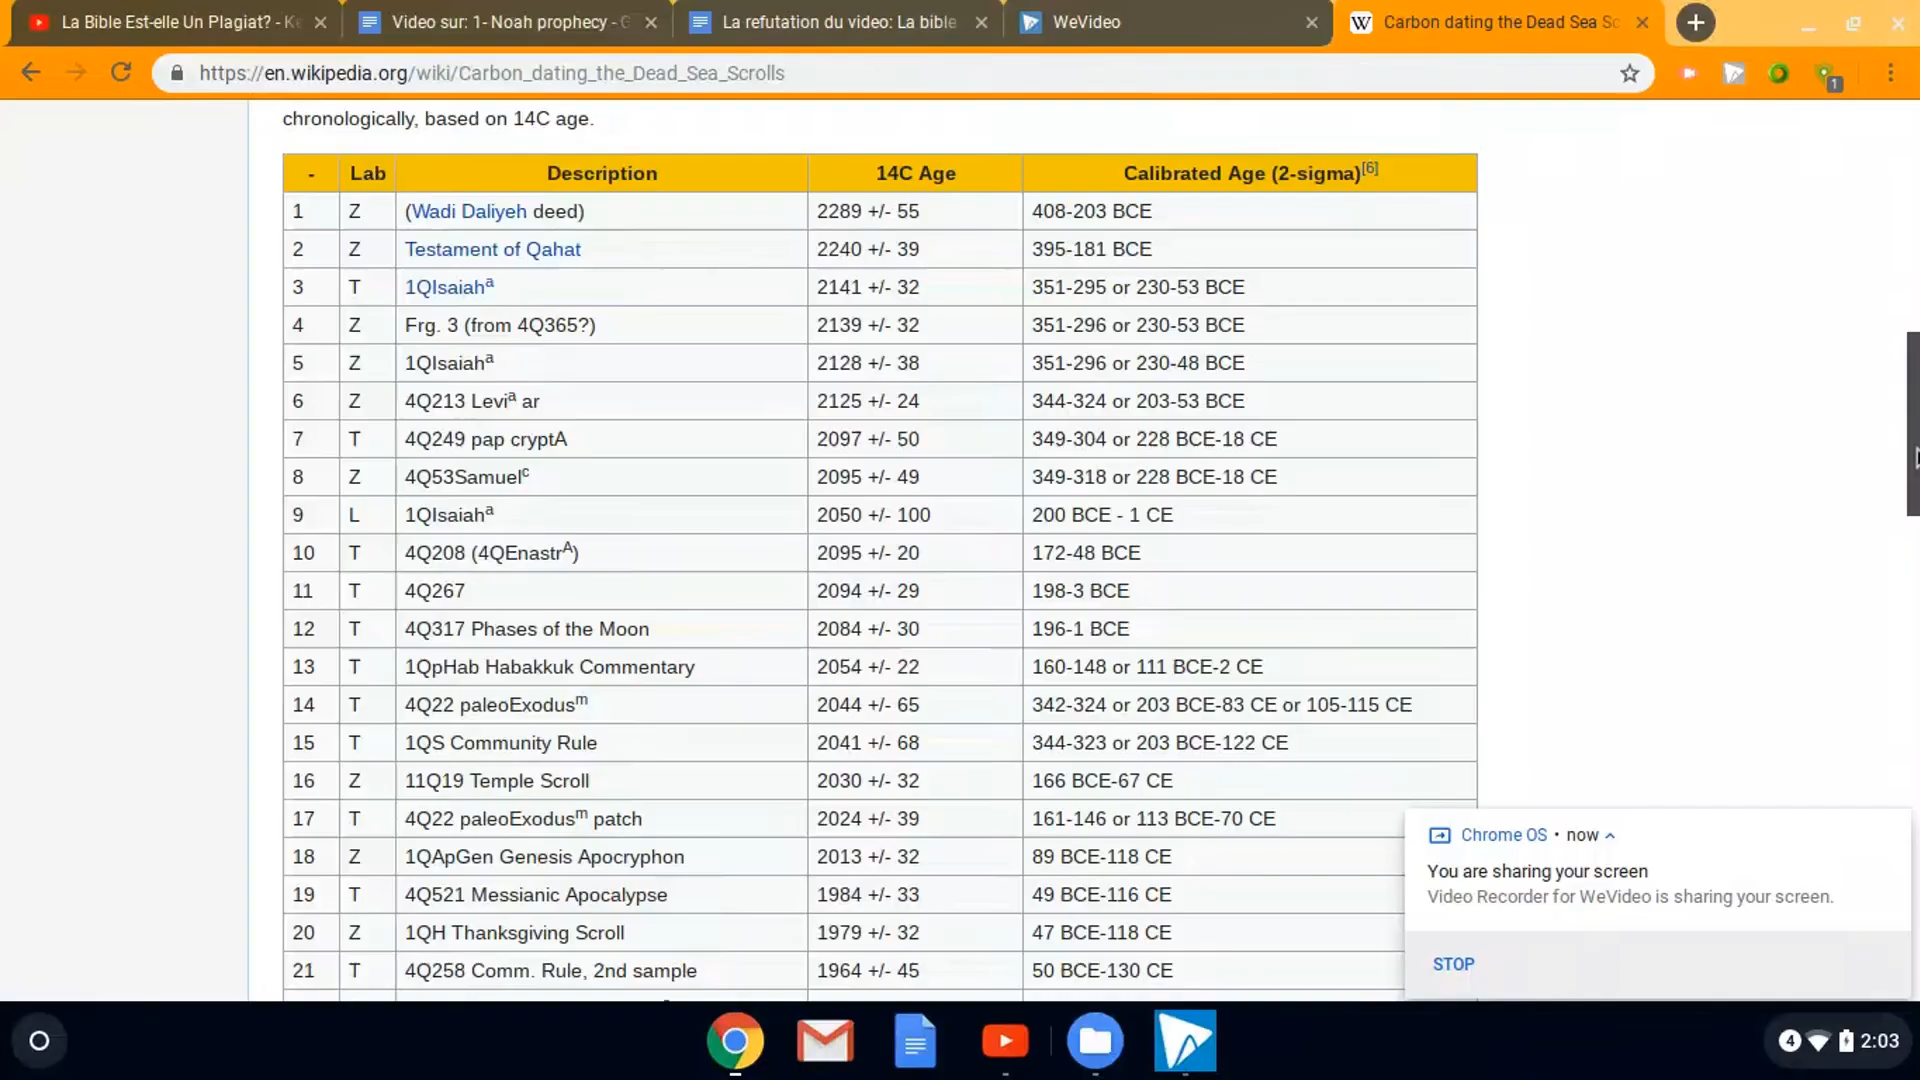 La Bible Est-elle Un Plagiat? - Ke
Video sur: 1- Noah prophecy - G
La refutation du video: La bible
WeVideo
W Carbon dating the Dead Sea Sc
https://en.wikipedia.org/wiki/Carbon_dating_the_Dead_Sea_Scrolls
1
chronologically, based on 14C age.
- Lab Description 14C Age Calibrated Age (2-sigma)[6]
1 Z (Wadi Daliyeh deed) 2289 +/- 55 408-203 BCE
2 Z Testament of Qahat 2240 +/- 39 395-181 BCE
3 T 1QIsaiahª 2141 +/- 32 351-295 or 230-53 BCE
4 Z Frg. 3 (from 4Q365?) 2139 +/- 32 351-296 or 230-53 BCE
5 Z 1QIsaiahª 2128 +/- 38 351-296 or 230-48 BCE
6 Z 4Q213 Leviª ar 2125 +/- 24 344-324 or 203-53 BCE
7 T 4Q249 pap cryptA 2097 +/- 50 349-304 or 228 BCE-18 CE
8 Z 4Q53Samuelᶜ 2095 +/- 49 349-318 or 228 BCE-18 CE
9 L 1QIsaiahª 2050 +/- 100 200 BCE - 1 CE
10 T 4Q208 (4QEnastrᴬ) 2095 +/- 20 172-48 BCE
11 T 4Q267 2094 +/- 29 198-3 BCE
12 T 4Q317 Phases of the Moon 2084 +/- 30 196-1 BCE
13 T 1QpHab Habakkuk Commentary 2054 +/- 22 160-148 or 111 BCE-2 CE
14 T 4Q22 paleoExodusᵐ 2044 +/- 65 342-324 or 203 BCE-83 CE or 105-115 CE
15 T 1QS Community Rule 2041 +/- 68 344-323 or 203 BCE-122 CE
16 Z 11Q19 Temple Scroll 2030 +/- 32 166 BCE-67 CE
17 T 4Q22 paleoExodusᵐ patch 2024 +/- 39 161-146 or 113 BCE-70 CE
18 Z 1QApGen Genesis Apocryphon 2013 +/- 32 89 BCE-118 CE
19 T 4Q521 Messianic Apocalypse 1984 +/- 33 49 BCE-116 CE
20 Z 1QH Thanksgiving Scroll 1979 +/- 32 47 BCE-118 CE
21 T 4Q258 Comm. Rule, 2nd sample 1964 +/- 45 50 BCE-130 CE
Chrome OS • now
You are sharing your screen
Video Recorder for WeVideo is sharing your screen.
STOP
4 2:03